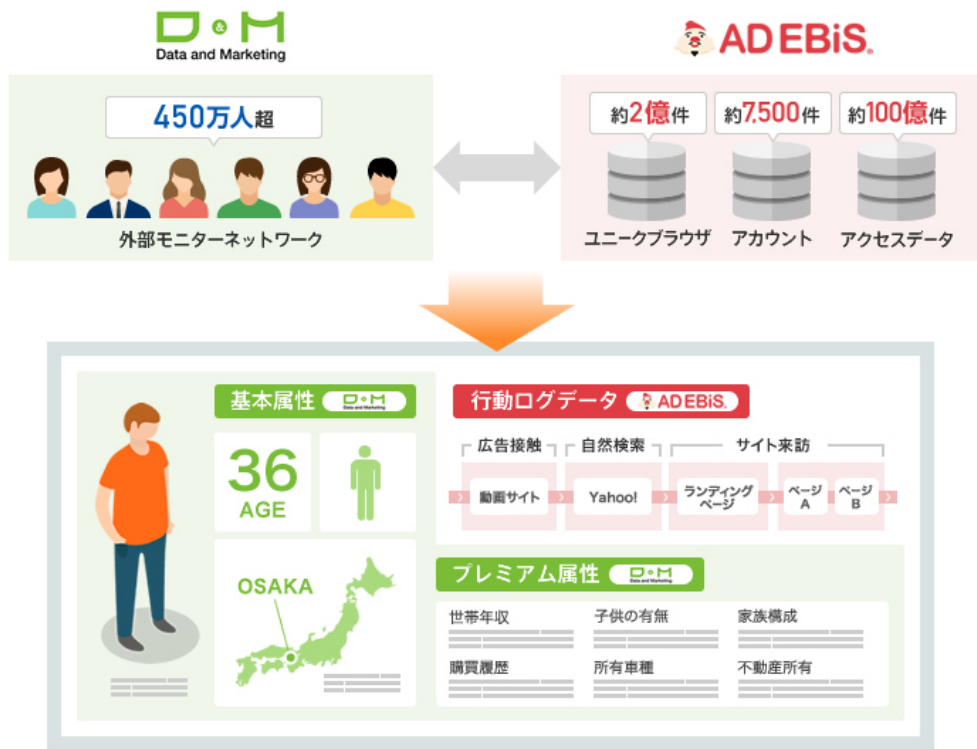 D&M
Data and Marketing
AD EBiS.
450万人超
外部モニターネットワーク
約2億件
約7,500件
約100億件
ユニークブラウザ
アカウント
アクセスデータ
基本属性 D&M
Data and Marketing
36
AGE
OSAKA
行動ログデータ AD EBiS.
広告接触
自然検索
サイト来訪
動画サイト
Yahoo!
ランディング
ページ
ページ
A
ページ
B
プレミアム属性 D&M
Data and Marketing
世帯年収
子供の有無
家族構成
購買履歴
所有車種
不動産所有